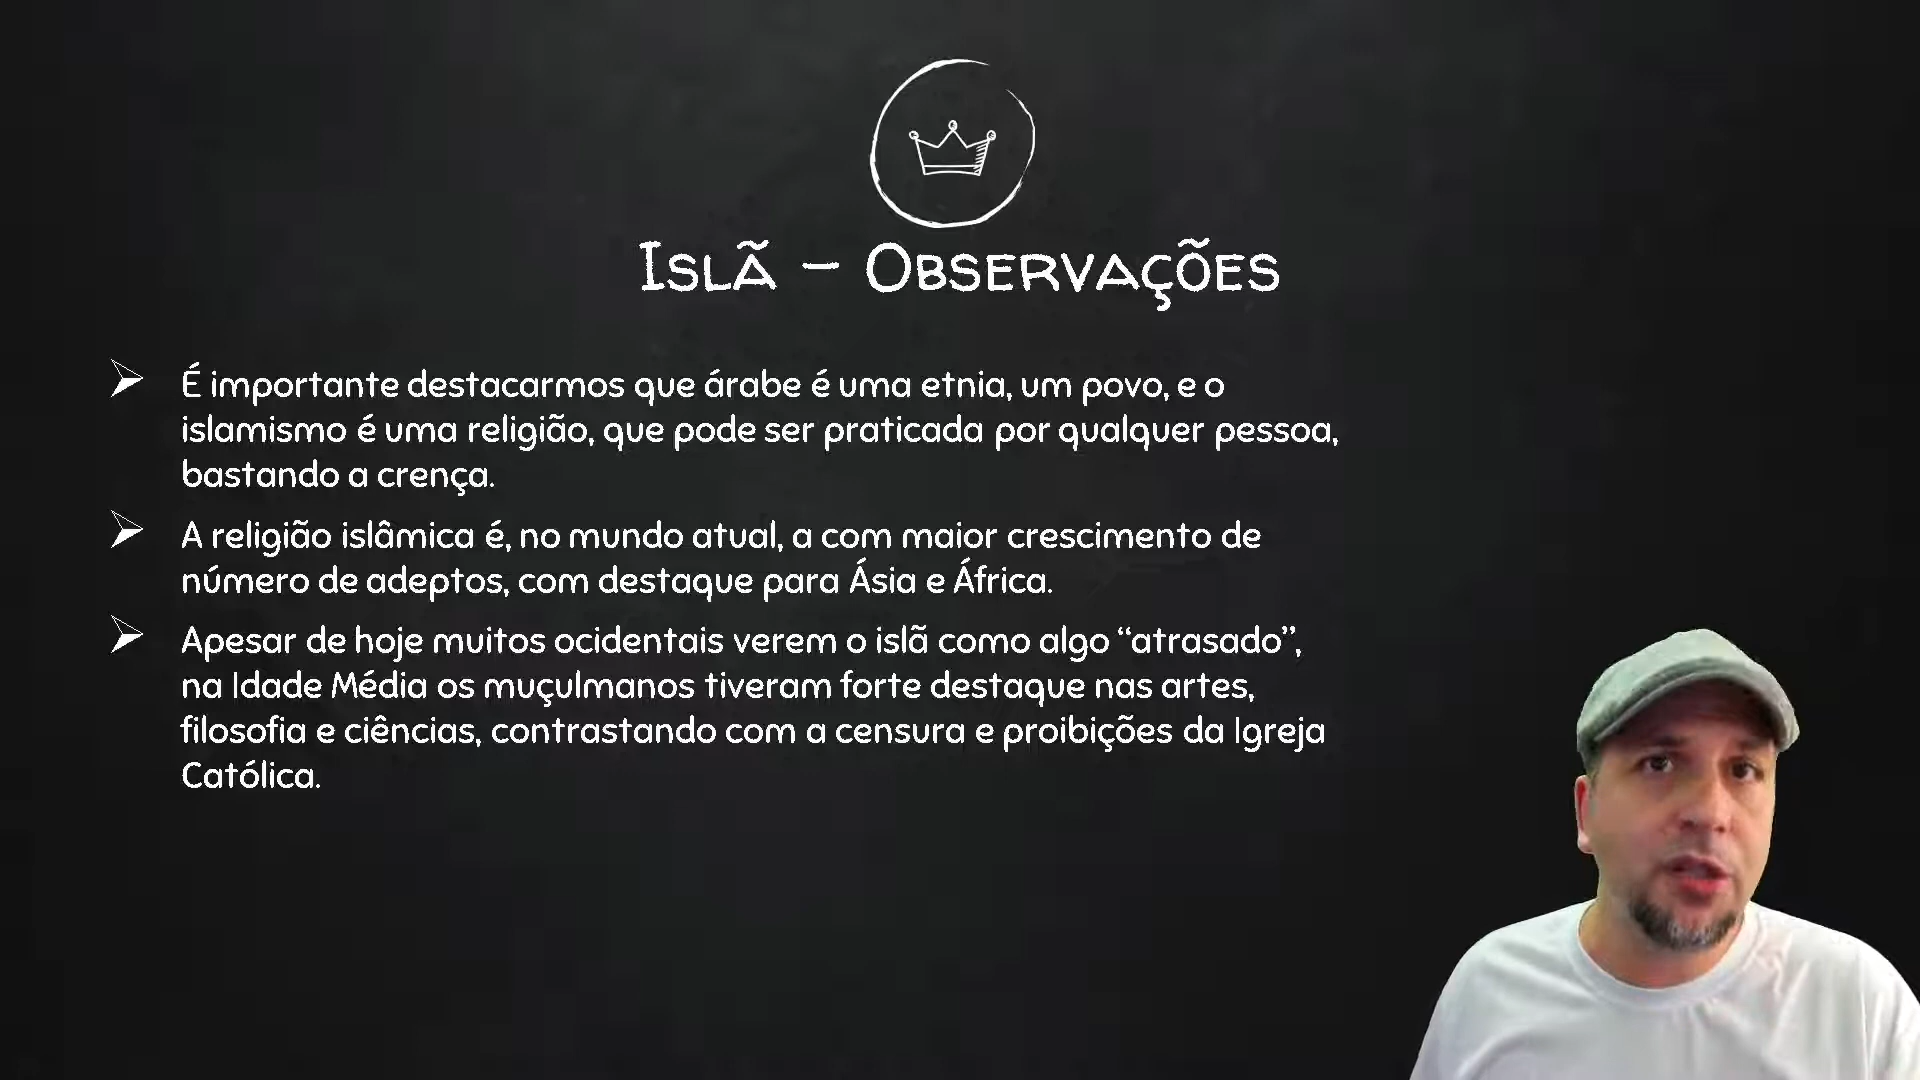 Islã – Observações
É importante destacarmos que árabe é uma etnia, um povo, e o
islamismo é uma religião, que pode ser praticada por qualquer pessoa,
bastando a crença.
A religião islâmica é, no mundo atual, a com maior crescimento de
número de adeptos, com destaque para Ásia e África.
Apesar de hoje muitos ocidentais verem o islã como algo “atrasado”,
na Idade Média os muçulmanos tiveram forte destaque nas artes,
filosofia e ciências, contrastando com a censura e proibições da Igreja
Católica.